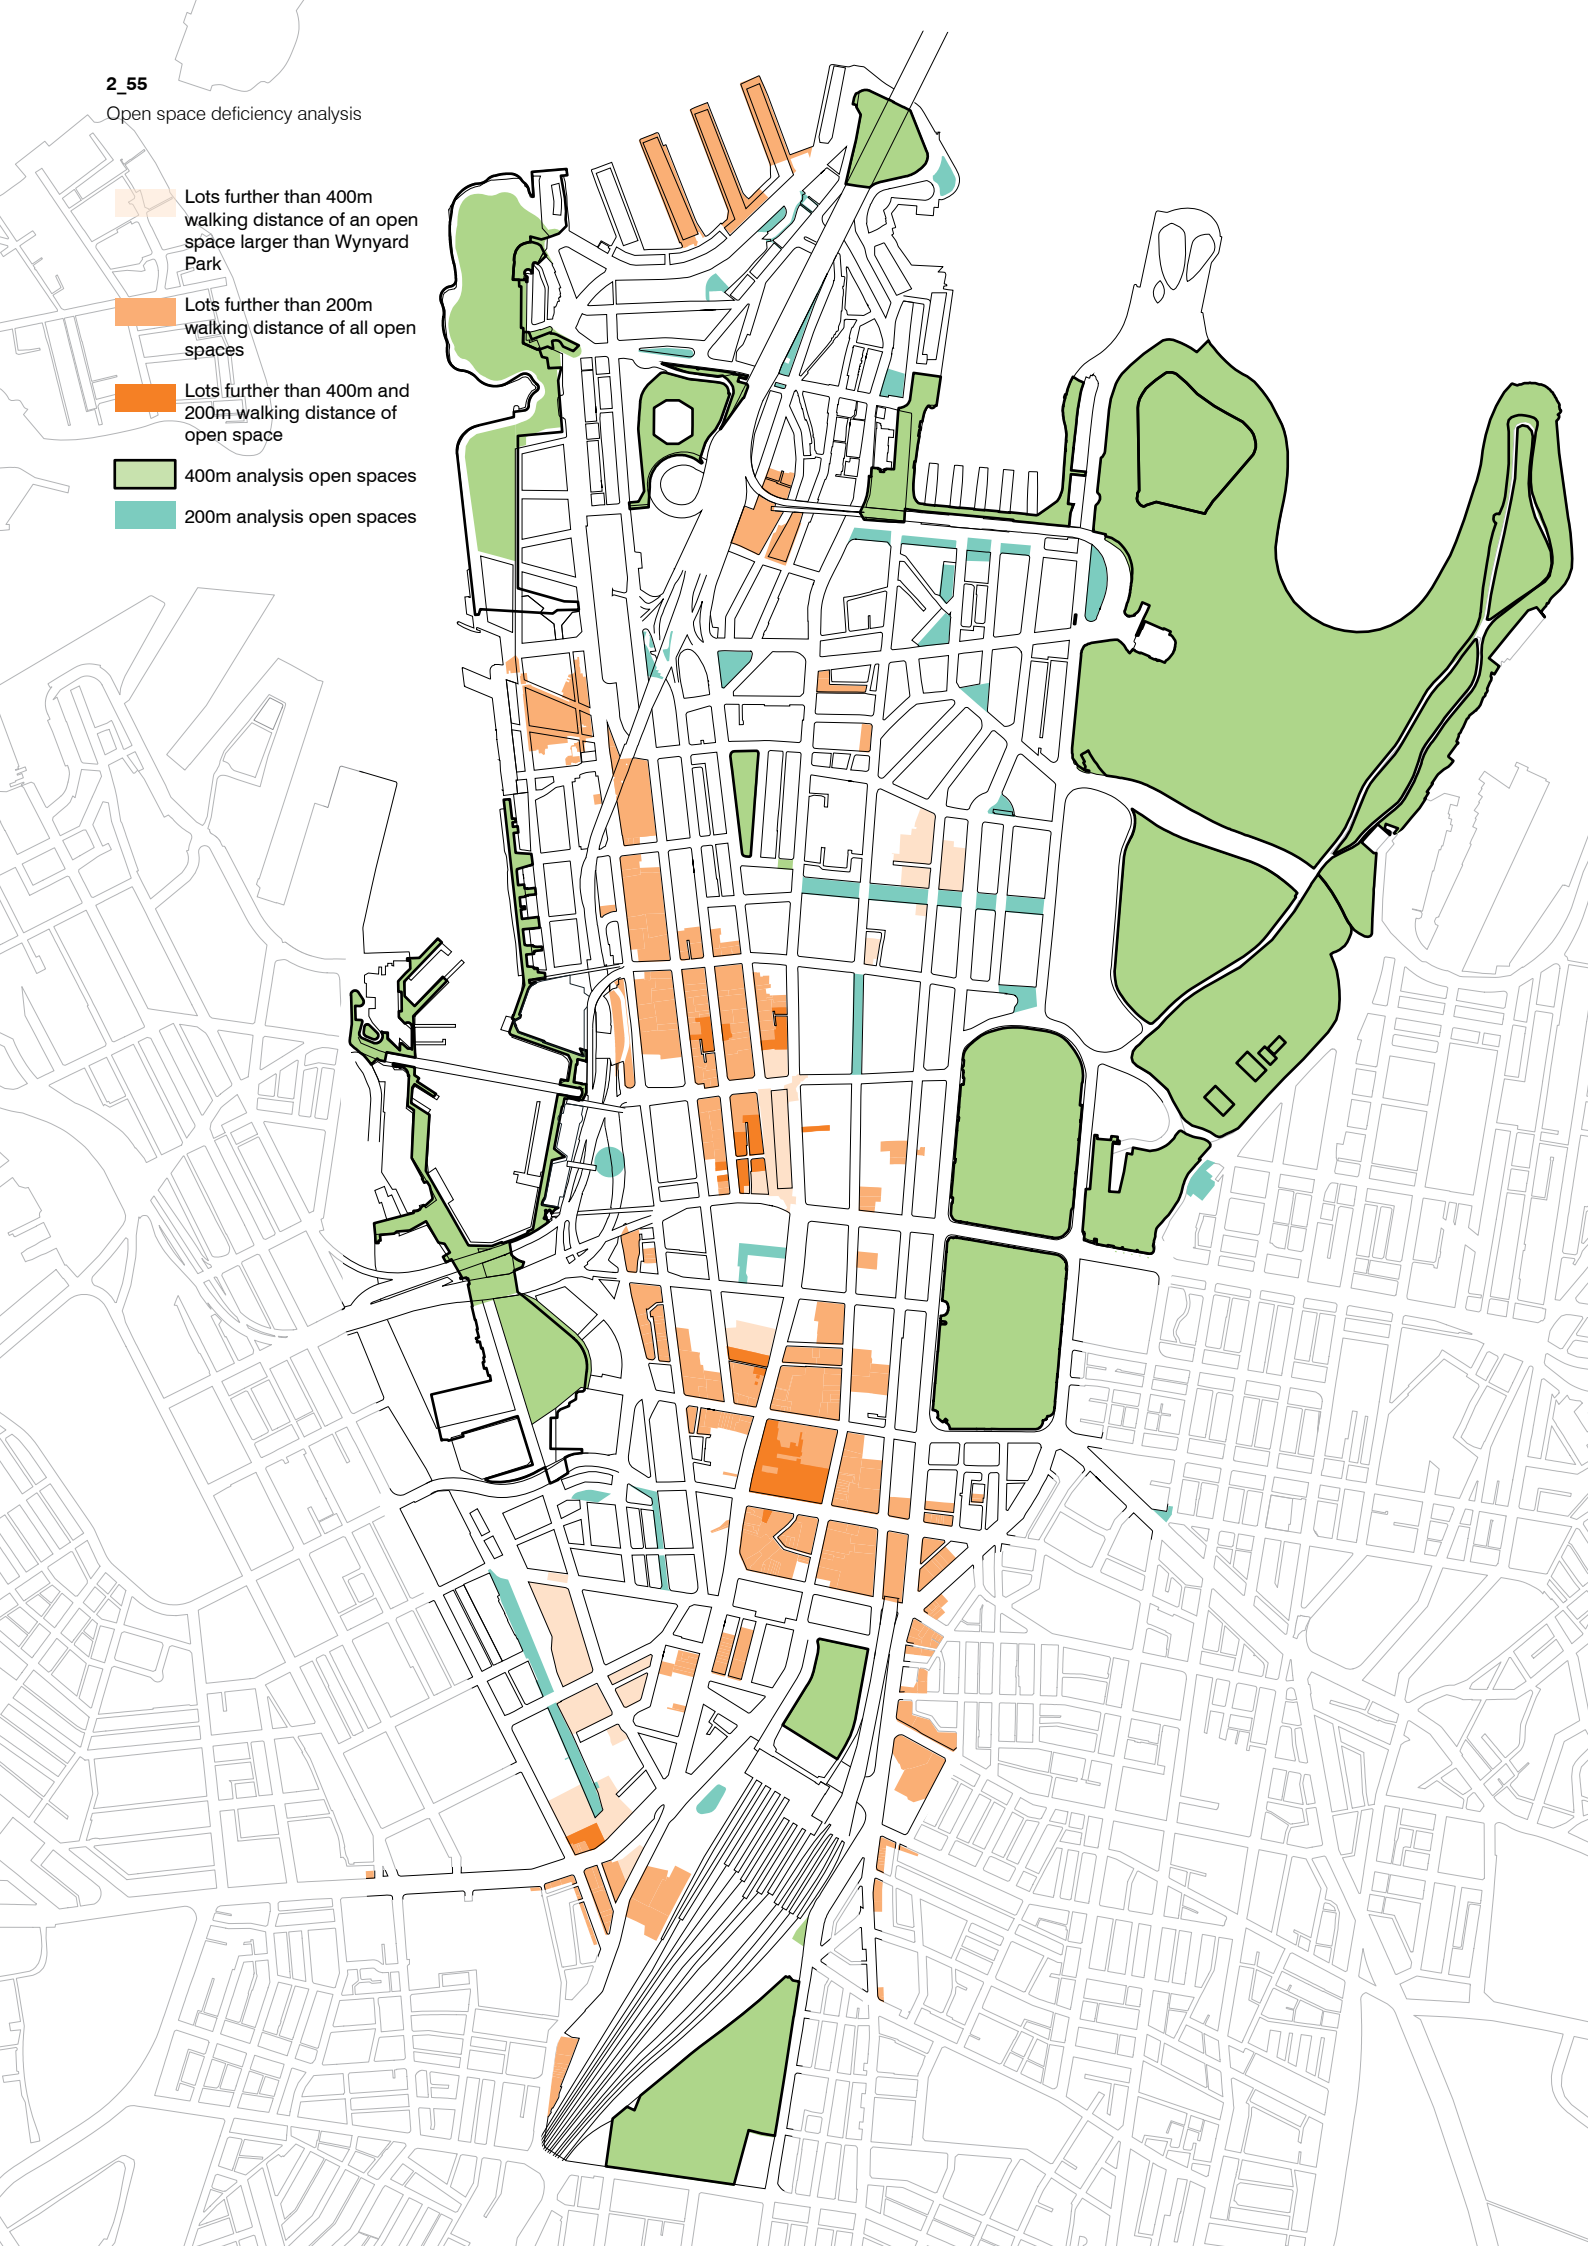 2_55
Open space deficiency analysis
Lots further than 400m
walking distance of an open
space larger than Wynyard
Park
Lots further than 200m
walking distance of all open
spaces
Lots further than 400m and
200m walking distance of
open space
400m analysis open spaces
200m analysis open spaces